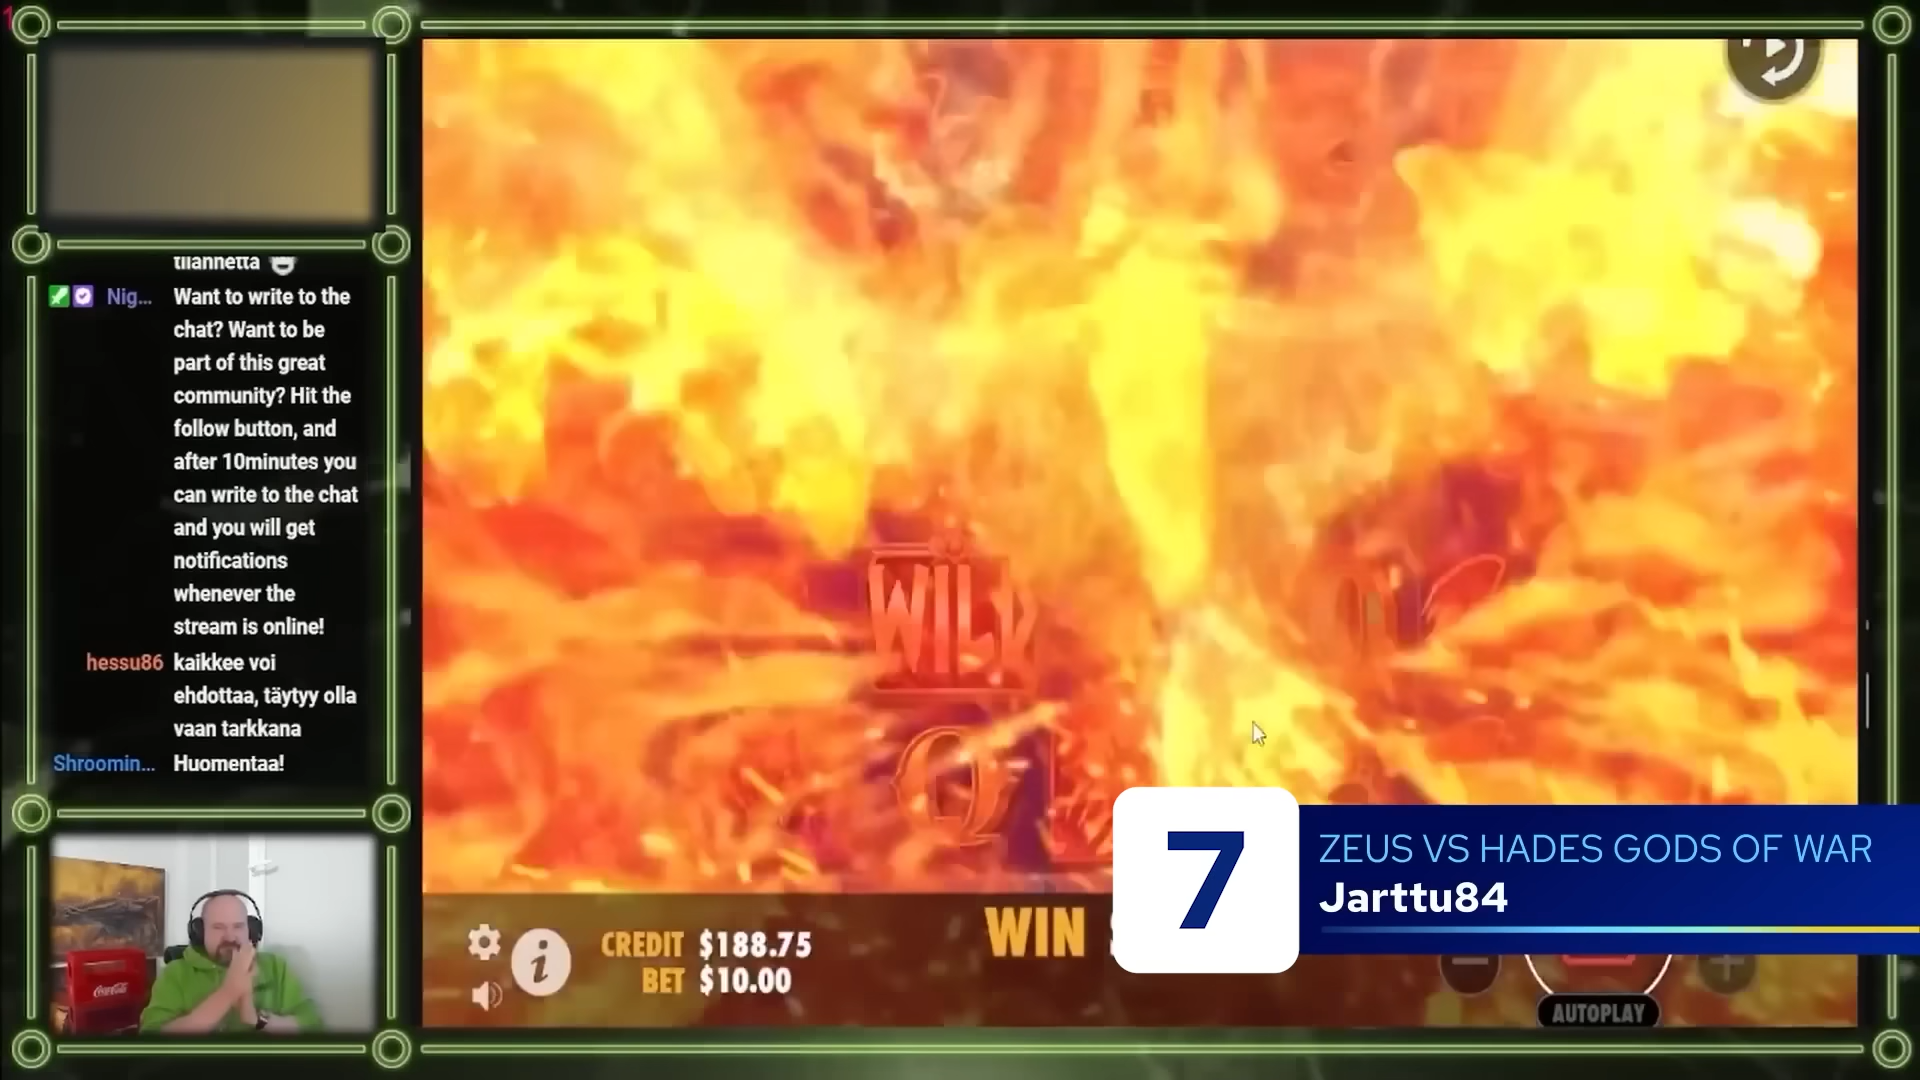 Nig...
Want to write to the
chat? Want to be
part of this great
community? Hit the
follow button, and
after 10minutes you
can write to the chat
and you will get
notifications
whenever the
stream is online!
hessu86 kaikkee voi
ehdottaa, täytyy olla
vaan tarkkana
Shroomin... Huomentaa!
Coca-Cola
WILD
Q
CREDIT $188.75
BET $10.00
WIN
7
ZEUS VS HADES GODS OF WAR
Jarttu84
AUTOPLAY